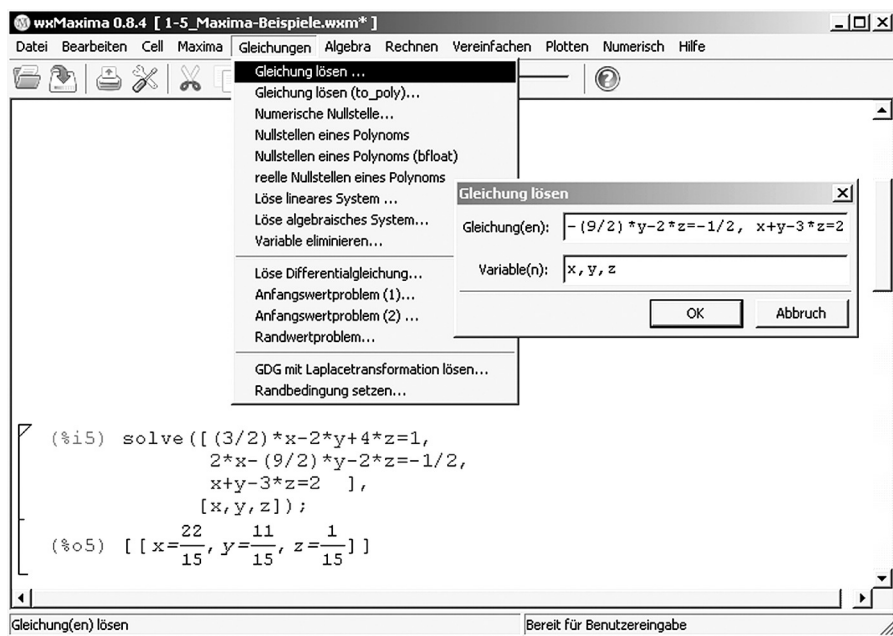 wxMaxima 0.8.4 [ 1-5_Maxima-Beispiele.wxm* ]
Datei Bearbeiten Cell Maxima Gleichungen Algebra Rechnen Vereinfachen Plotten Numerisch Hilfe
Gleichung lösen ...
Gleichung lösen (to_poly)...
Numerische Nullstelle...
Nullstellen eines Polynoms
Nullstellen eines Polynoms (bfloat)
reelle Nullstellen eines Polynoms
Löse lineares System ...
Löse algebraisches System...
Variable eliminieren...
Löse Differentialgleichung...
Anfangswertproblem (1)...
Anfangswertproblem (2) ...
Randwertproblem...
GDG mit Laplacetransformation lösen...
Randbedingung setzen...
Gleichung lösen
Gleichung(en): -(9/2)*y-2*z=-1/2, x+y-3*z=2
Variable(n): x,y,z
OK Abbruch
(%i5) solve([(3/2)*x-2*y+4*z=1,
2*x-(9/2)*y-2*z=-1/2,
x+y-3*z=2 ],
[x,y,z]);
(%o5) [[x=22/15, y=11/15, z=1/15]]
Gleichung(en) lösen
Bereit für Benutzereingabe